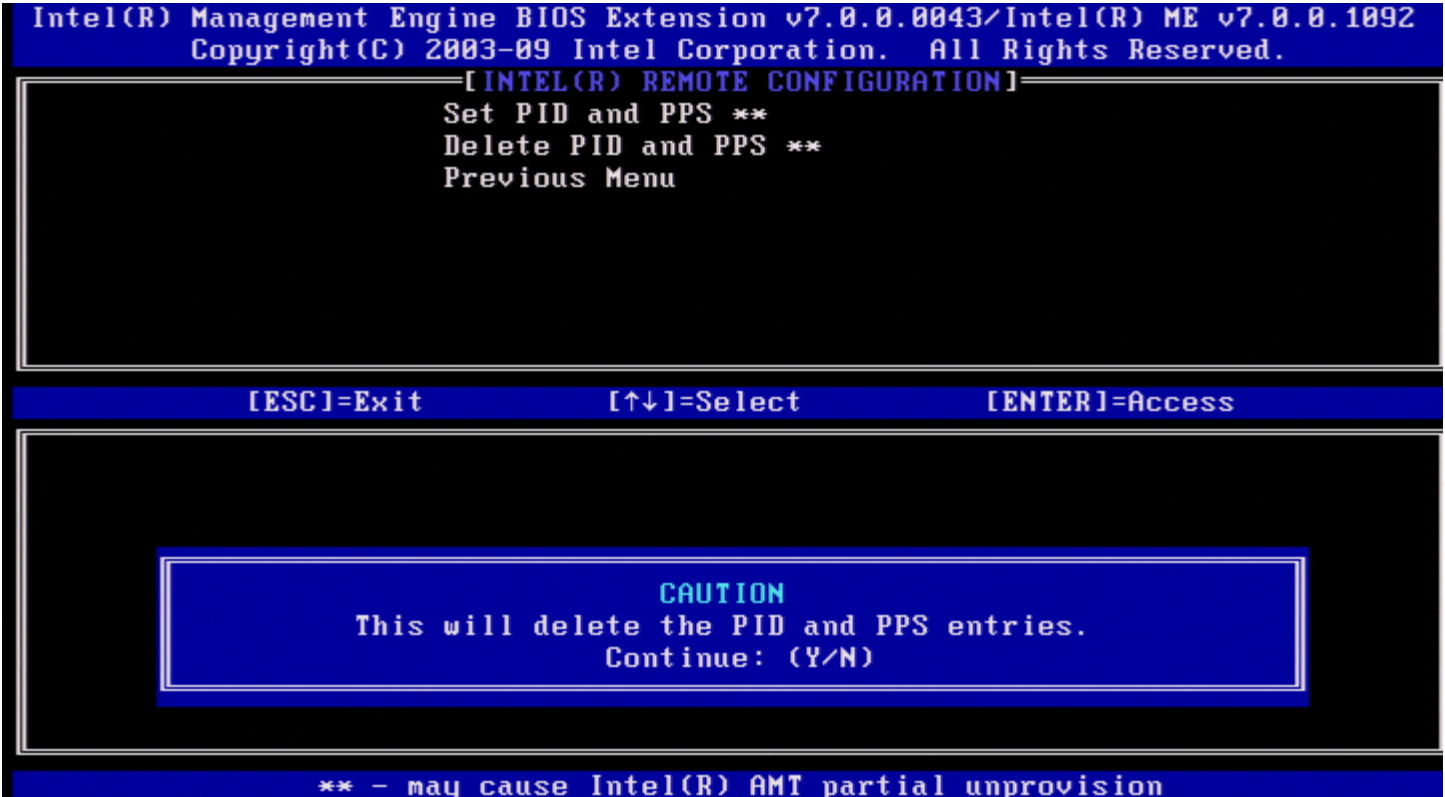 Intel(R) Management Engine BIOS Extension v7.0.0.0043/Intel(R) ME v7.0.0.1092
Copyright(C) 2003-09 Intel Corporation.  All Rights Reserved.
[INTEL(R) REMOTE CONFIGURATION]
Set PID and PPS **
Delete PID and PPS **
Previous Menu
[ESC]=Exit [↑↓]=Select [ENTER]=Access
CAUTION
This will delete the PID and PPS entries.
Continue: (Y/N)
** - may cause Intel(R) AMT partial unprovision